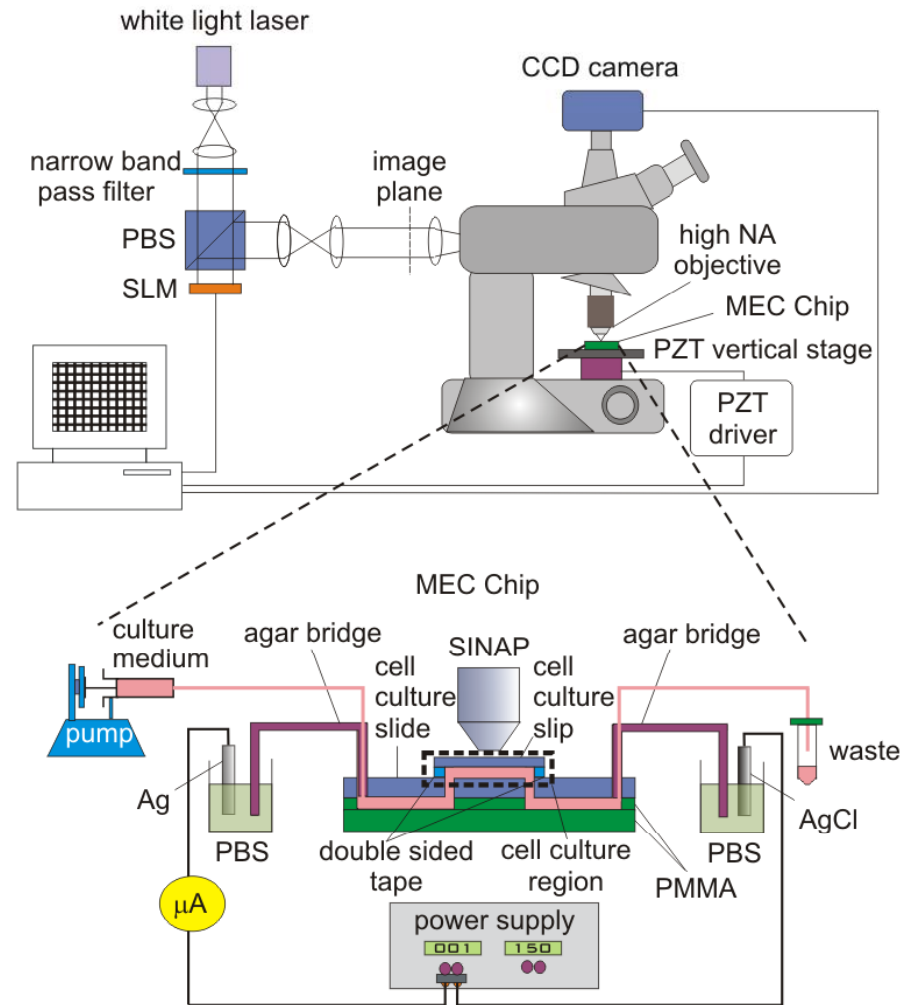 white light laser
CCD camera
narrow band
pass filter
image
plane
PBS
high NA
objective
SLM
MEC Chip
PZT vertical stage
PZT
driver
MEC Chip
culture
medium
agar bridge
SINAP
agar bridge
cell
culture
slide
cell
culture
slip
pump
waste
Ag
AgCl
PBS
double sided
tape
cell culture
region
PMMA
PBS
µA
power supply
001
150